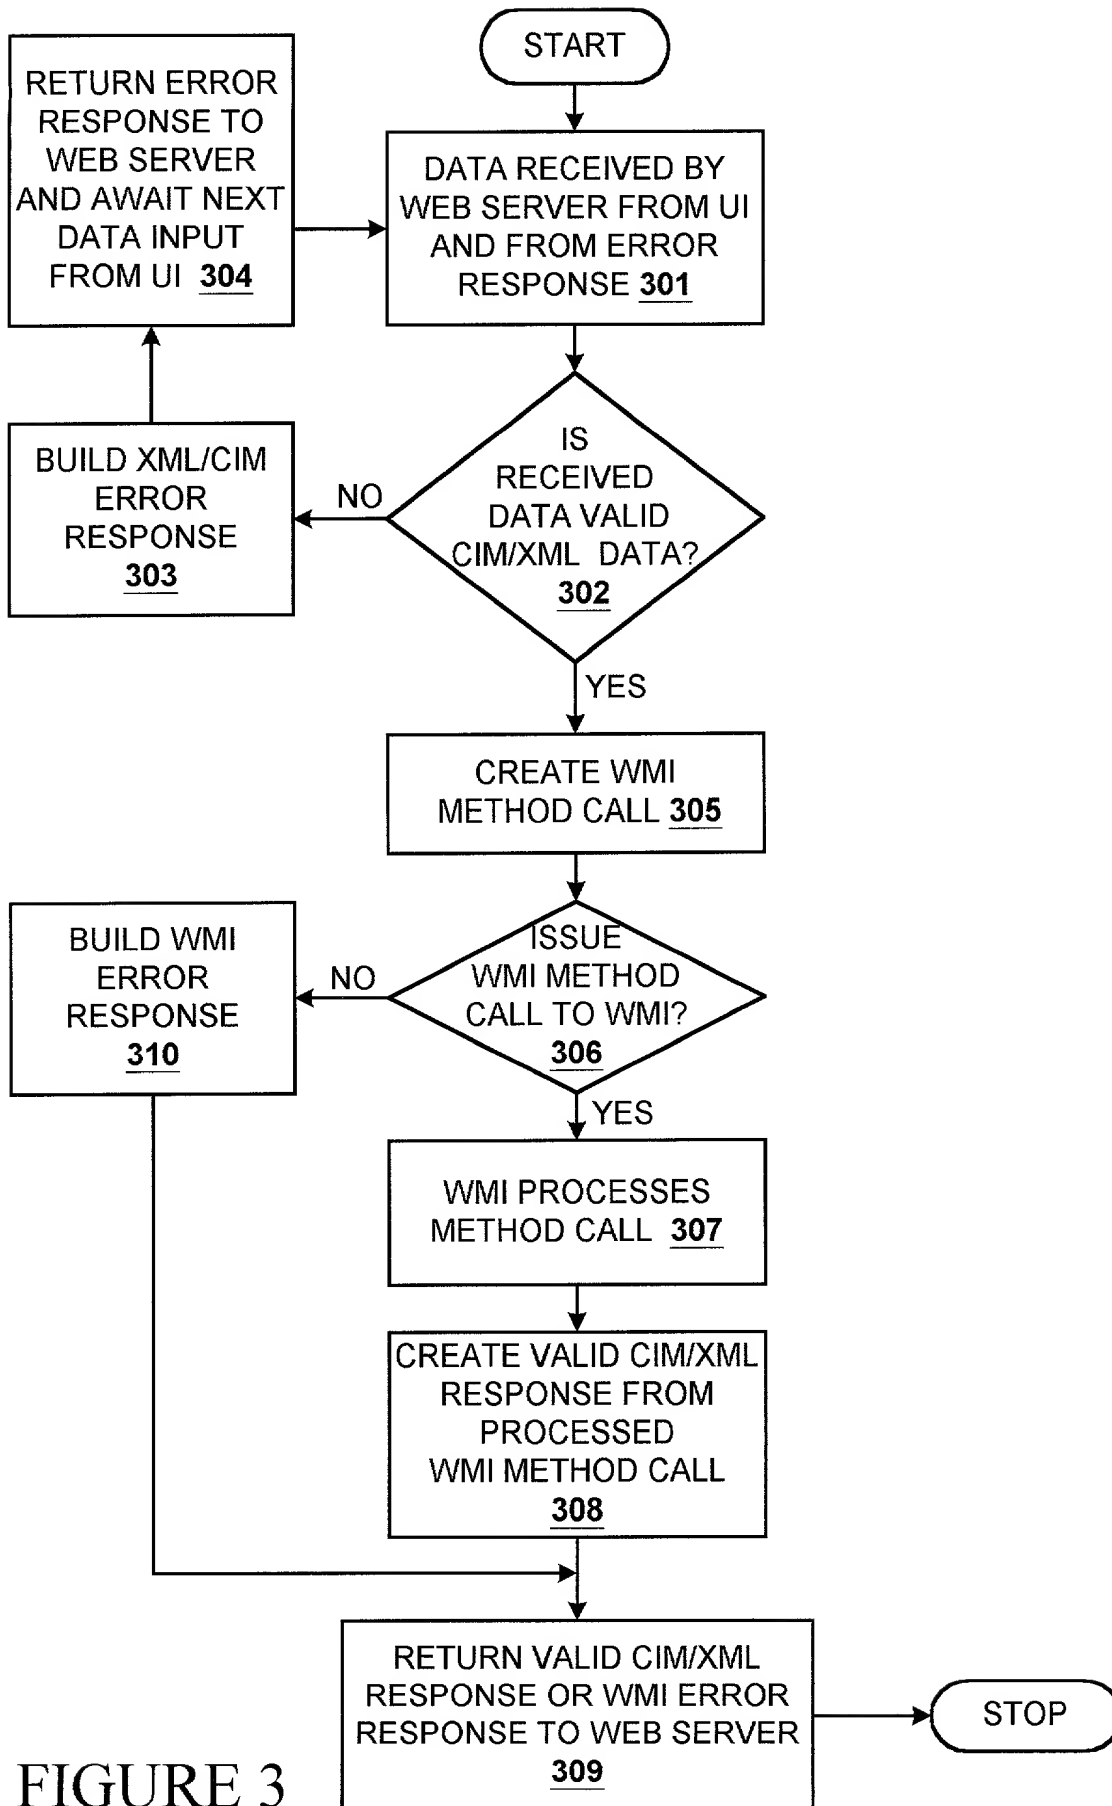 START
RETURN ERROR
RESPONSE TO
WEB SERVER
AND AWAIT NEXT
DATA INPUT
FROM UI 304
DATA RECEIVED BY
WEB SERVER FROM UI
AND FROM ERROR
RESPONSE 301
IS
RECEIVED
DATA VALID
CIM/XML DATA?
302
NO
BUILD XML/CIM
ERROR
RESPONSE
303
YES
CREATE WMI
METHOD CALL 305
ISSUE
WMI METHOD
CALL TO WMI?
306
NO
BUILD WMI
ERROR
RESPONSE
310
YES
WMI PROCESSES
METHOD CALL 307
CREATE VALID CIM/XML
RESPONSE FROM
PROCESSED
WMI METHOD CALL
308
RETURN VALID CIM/XML
RESPONSE OR WMI ERROR
RESPONSE TO WEB SERVER
309
STOP
FIGURE 3